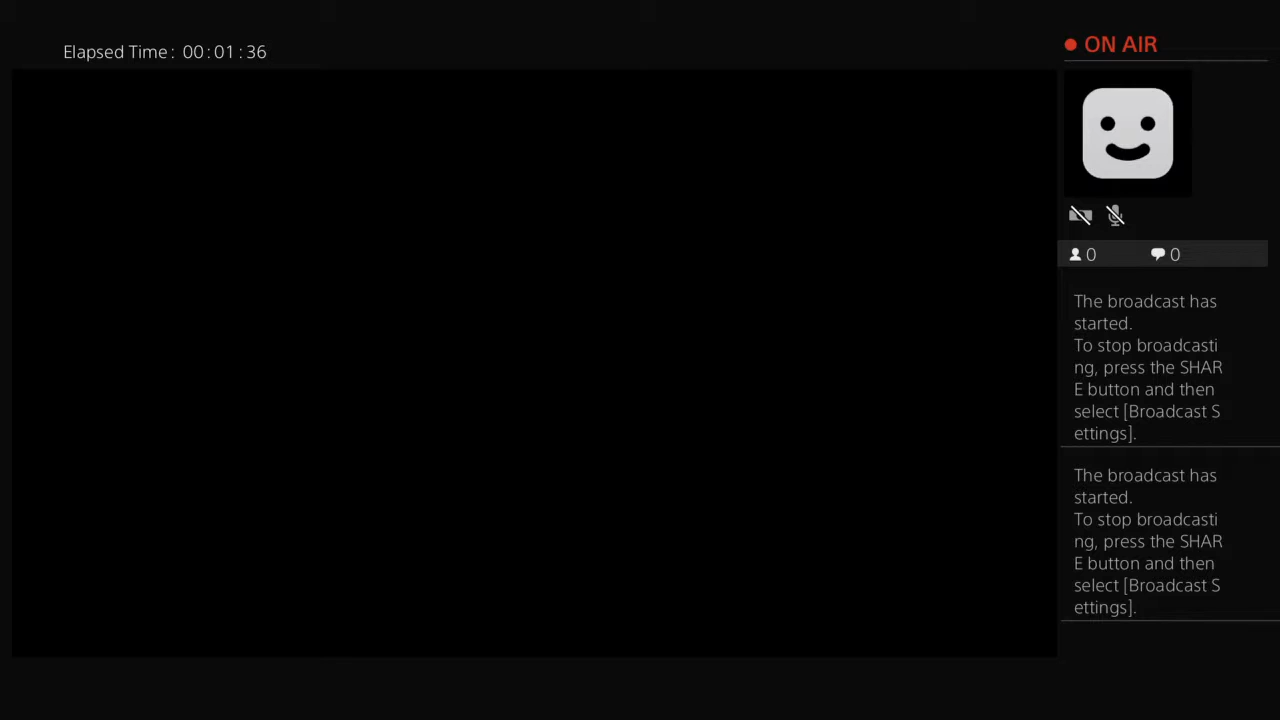 Elapsed Time: 00:01:36
ON AIR
0 0
The broadcast has
started.
To stop broadcasti
ng, press the SHAR
E button and then
select [Broadcast S
ettings].
The broadcast has
started.
To stop broadcasti
ng, press the SHAR
E button and then
select [Broadcast S
ettings].